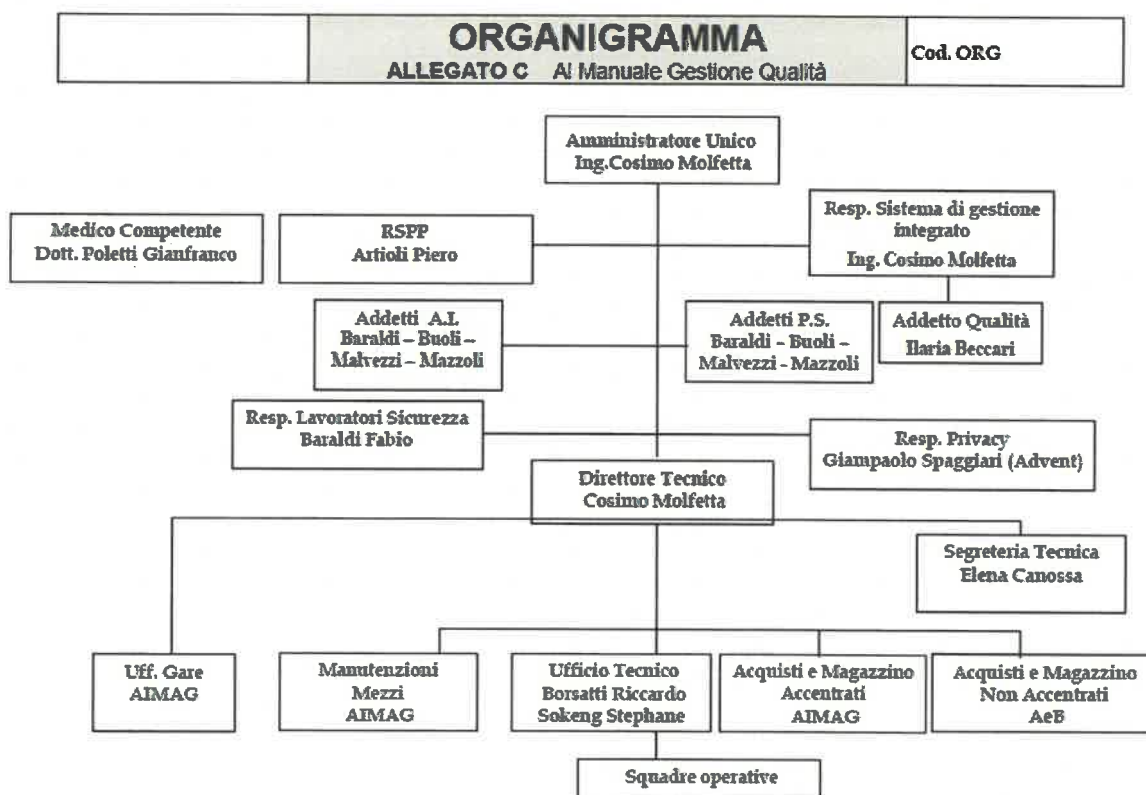 ORGANIGRAMMA
ALLEGATO C Al Manuale Gestione Qualità
Cod. ORG
Amministratore Unico
Ing.Cosimo Molfetta
Medico Competente
Dott. Poletti Gianfranco
RSPP
Artioli Piero
Resp. Sistema di gestione
integrato
Ing. Cosimo Molfetta
Addetti A.I.
Baraldi – Buoli –
Malvezzi – Mazzoli
Addetti P.S.
Baraldi – Buoli –
Malvezzi - Mazzoli
Addetto Qualità
Ilaria Beccari
Resp. Lavoratori Sicurezza
Baraldi Fabio
Resp. Privacy
Giampaolo Spaggiari (Advent)
Direttore Tecnico
Cosimo Molfetta
Segreteria Tecnica
Elena Canossa
Uff. Gare
AIMAG
Manutenzioni
Mezzi
AIMAG
Ufficio Tecnico
Borsatti Riccardo
Sokeng Stephane
Acquisti e Magazzino
Accentrati
AIMAG
Acquisti e Magazzino
Non Accentrati
AeB
Squadre operative